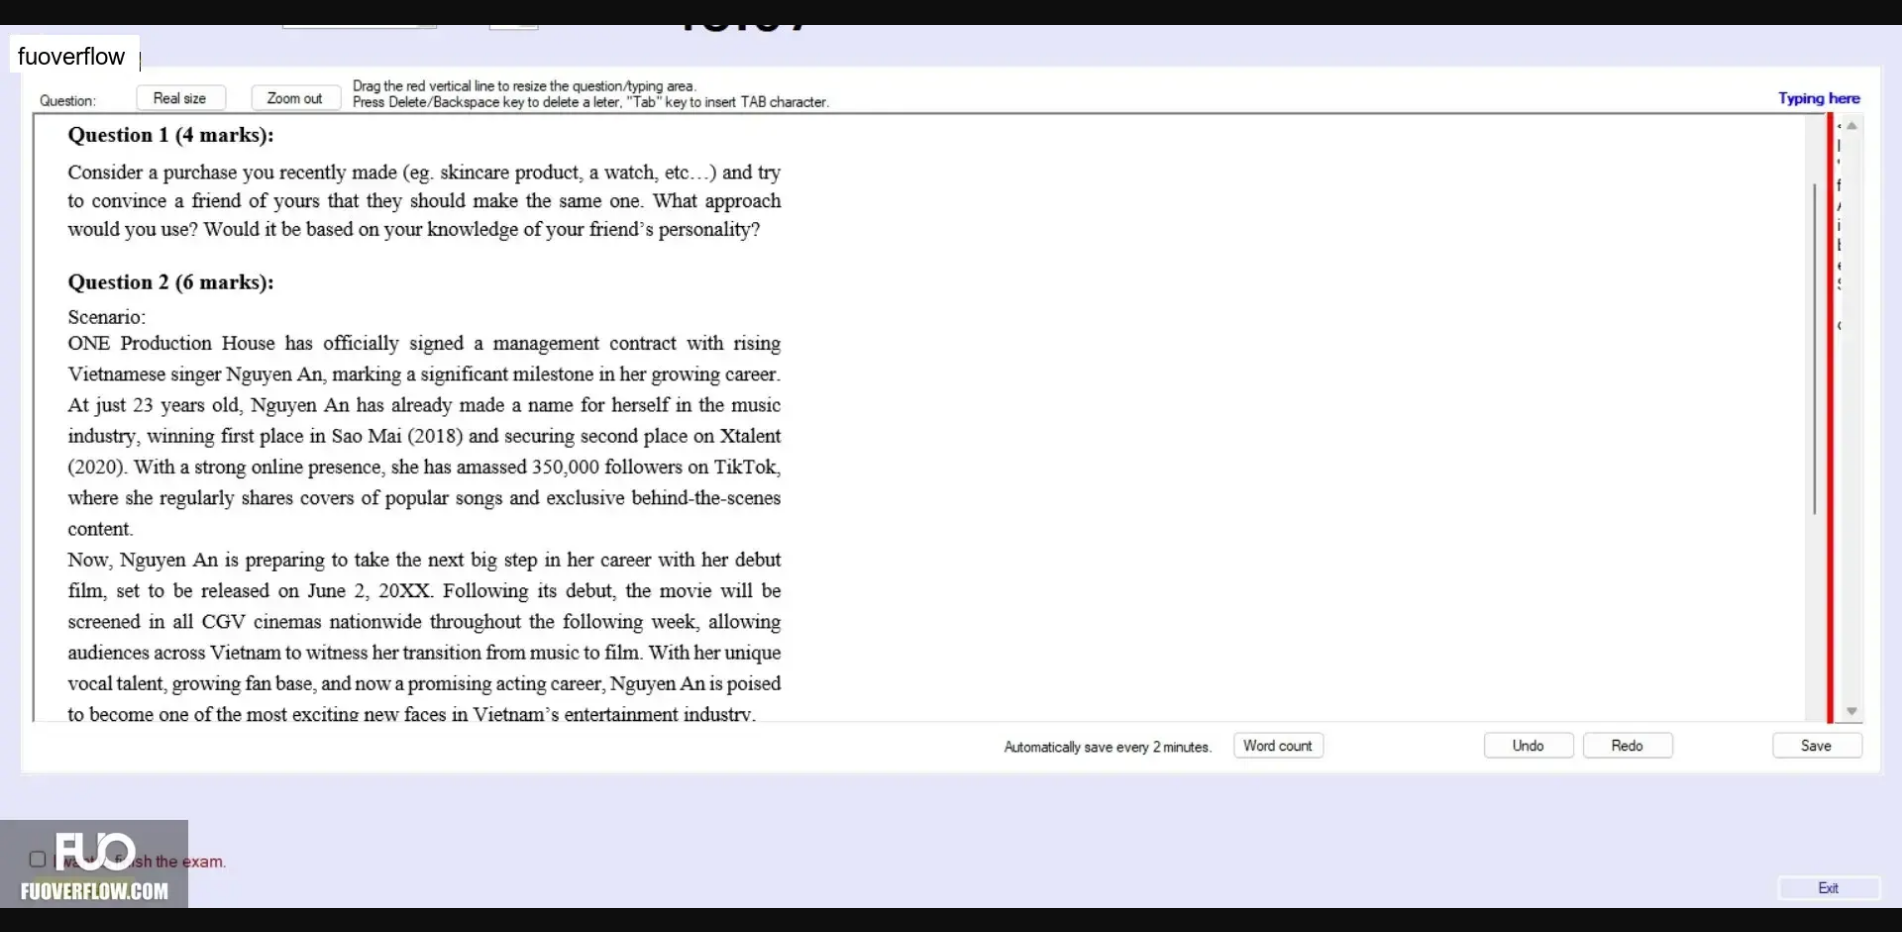 fuoverflow
Question:
Real size
Zoom out
Drag the red vertical line to resize the question/typing area.
Press Delete/Backspace key to delete a leter, "Tab" key to insert TAB character.
Typing here
Question 1 (4 marks):
Consider a purchase you recently made (eg. skincare product, a watch, etc…) and try
to convince a friend of yours that they should make the same one. What approach
would you use? Would it be based on your knowledge of your friend's personality?
Question 2 (6 marks):
Scenario:
ONE Production House has officially signed a management contract with rising
Vietnamese singer Nguyen An, marking a significant milestone in her growing career.
At just 23 years old, Nguyen An has already made a name for herself in the music
industry, winning first place in Sao Mai (2018) and securing second place on Xtalent
(2020). With a strong online presence, she has amassed 350,000 followers on TikTok,
where she regularly shares covers of popular songs and exclusive behind-the-scenes
content.
Now, Nguyen An is preparing to take the next big step in her career with her debut
film, set to be released on June 2, 20XX. Following its debut, the movie will be
screened in all CGV cinemas nationwide throughout the following week, allowing
audiences across Vietnam to witness her transition from music to film. With her unique
vocal talent, growing fan base, and now a promising acting career, Nguyen An is poised
to become one of the most exciting new faces in Vietnam's entertainment industry.
Automatically save every 2 minutes.
Word count
Undo
Redo
Save
FUO
the exam.
FUOVERFLOW.COM
Exit